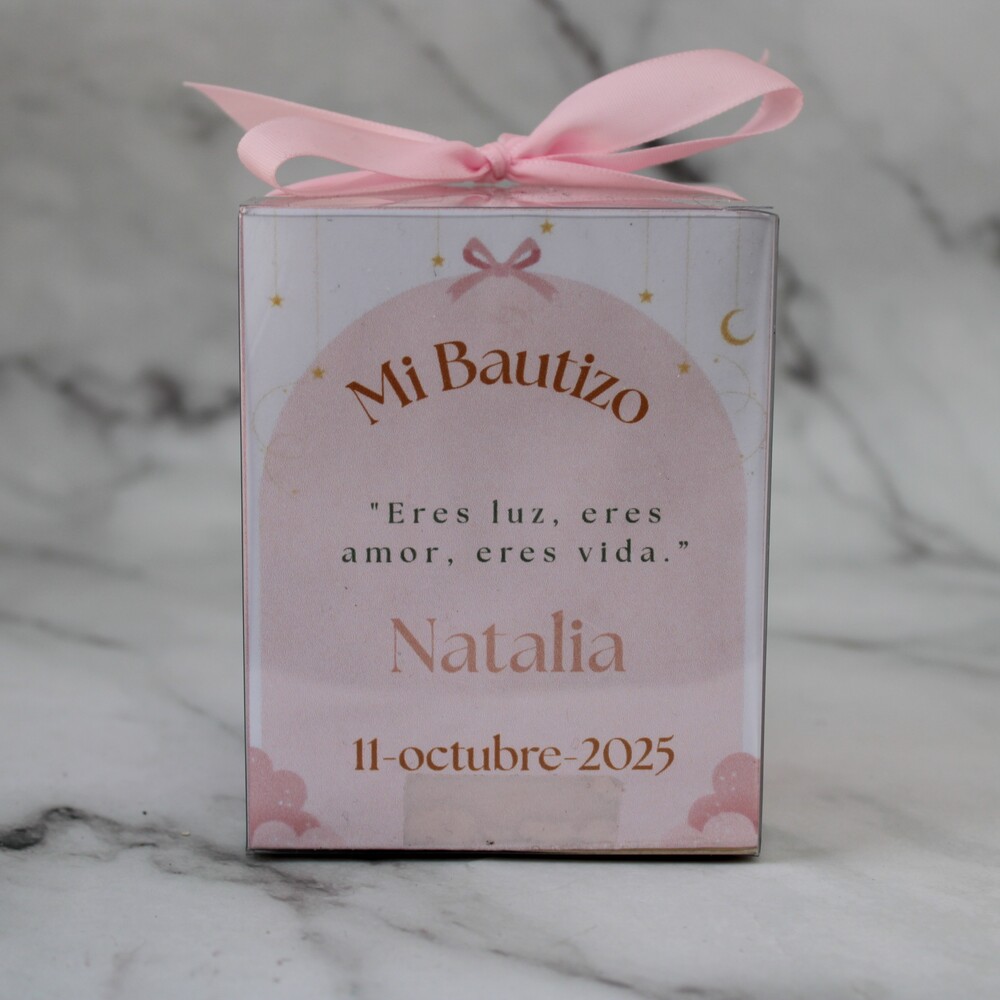 Mi Bautizo
"Eres luz, eres
amor, eres vida.”
Natalia
11-octubre-2025